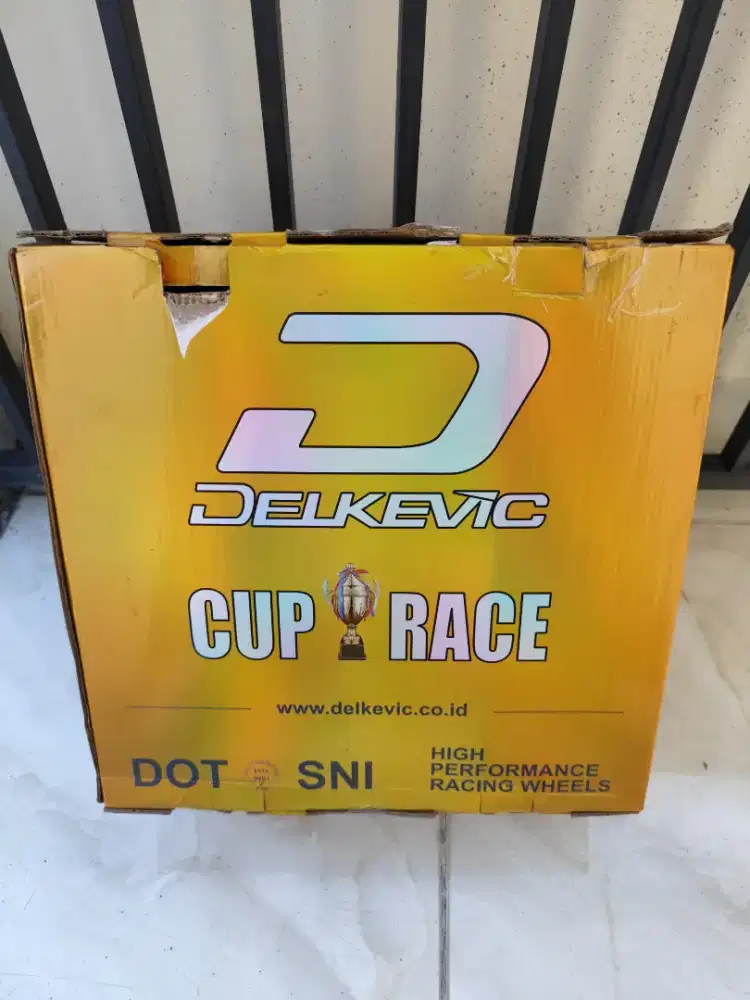 DELKEVIC
CUP RACE
www.delkevic.co.id
DOT SNI
HIGH
PERFORMANCE
RACING WHEELS